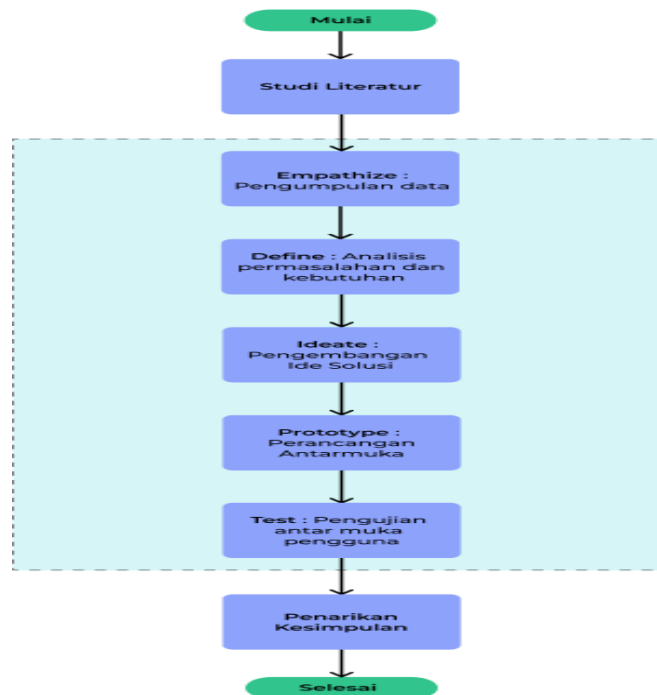 Mulai
Studi Literatur
Empathize :
Pengumpulan data
Define : Analisis
permasalahan dan
kebutuhan
Ideate :
Pengembangan
Ide Solusi
Prototype :
Perancangan
Antarmuka
Test : Pengujian
antar muka
pengguna
Penarikan
Kesimpulan
Selesai